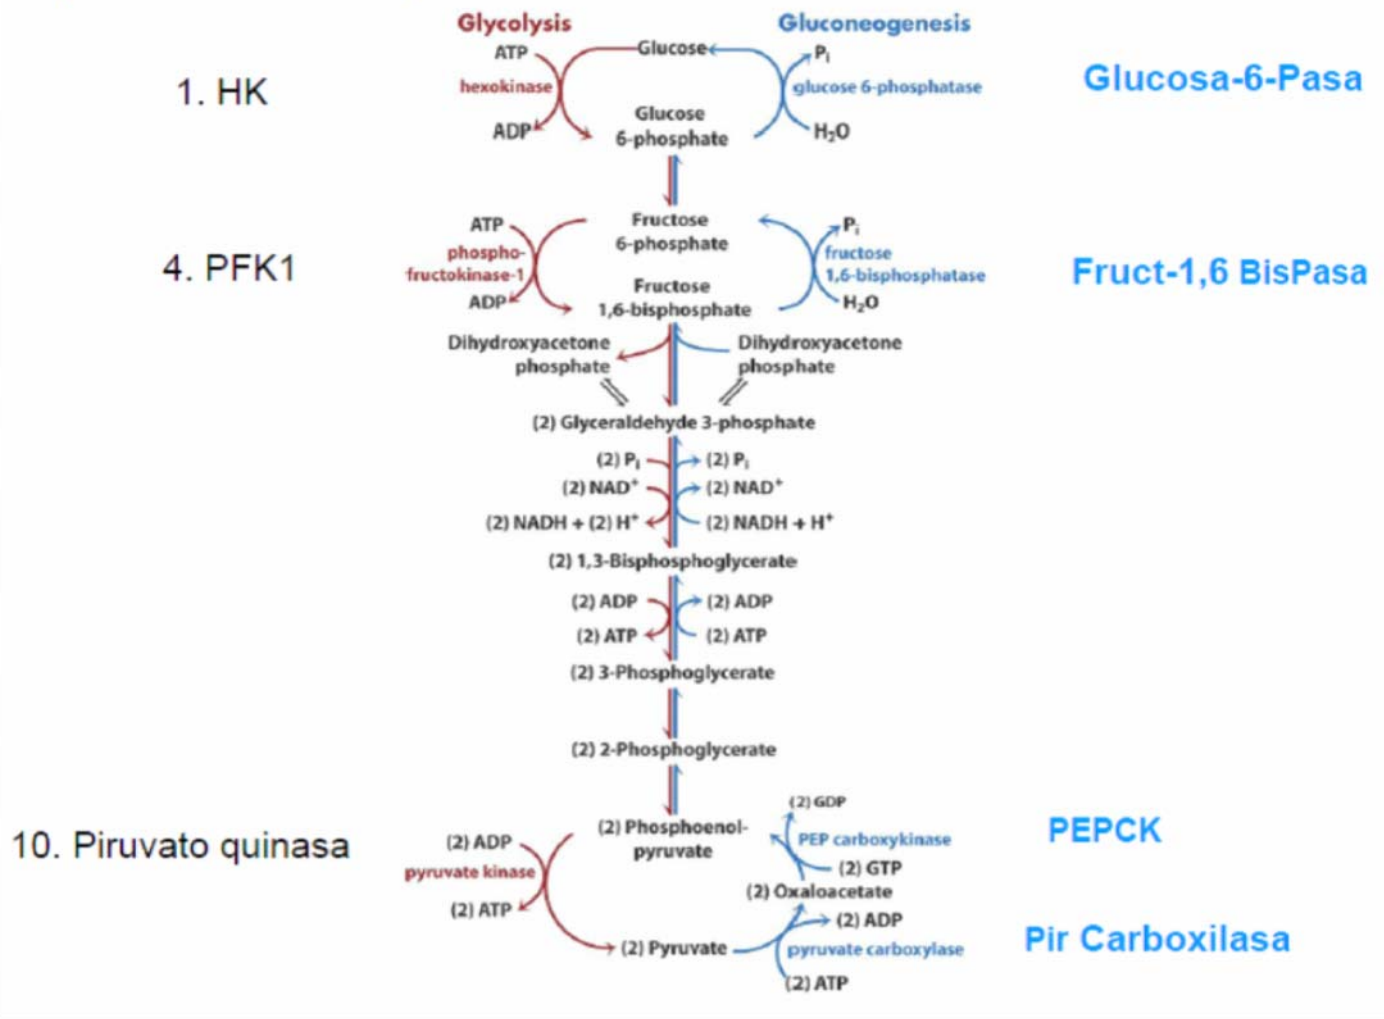 Glycolysis
Gluconeogenesis
ATP
Glucose
Pi
1. HK
hexokinase
glucose 6-phosphatase
Glucosa-6-Pasa
Glucose
6-phosphate
ADP
H₂O
ATP
Fructose
6-phosphate
Pi
4. PFK1
phospho-
fructokinase-1
fructose
1,6-bisphosphatase
Fruct-1,6 BisPasa
Fructose
1,6-bisphosphate
ADP
H₂O
Dihydroxyacetone
phosphate
Dihydroxyacetone
phosphate
(2) Glyceraldehyde 3-phosphate
(2) Pi
(2) Pi
(2) NAD⁺
(2) NAD⁺
(2) NADH + (2) H⁺
(2) NADH + H⁺
(2) 1,3-Bisphosphoglycerate
(2) ADP
(2) ADP
(2) ATP
(2) ATP
(2) 3-Phosphoglycerate
(2) 2-Phosphoglycerate
(2) GDP
(2) Phosphoenol-
pyruvate
PEP carboxykinase
PEPCK
10. Piruvato quinasa
(2) ADP
pyruvate kinase
(2) ATP
(2) GTP
(2) Oxaloacetate
(2) ADP
(2) Pyruvate
pyruvate carboxylase
Pir Carboxilasa
(2) ATP